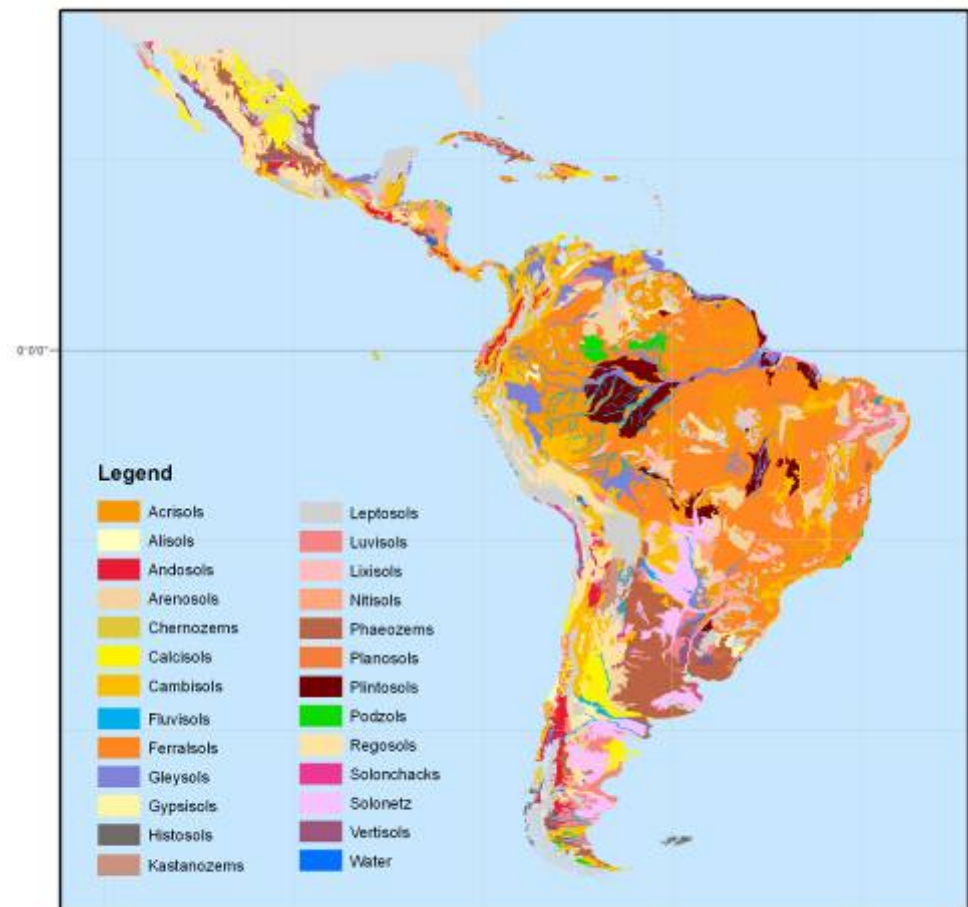 0°0'0"
Legend
Acrisols
Alisols
Andosols
Arenosols
Chernozems
Calcisols
Cambisols
Fluvisols
Ferralsols
Gleysols
Gypsisols
Histosols
Kastanozems
Leptosols
Luvisols
Lixisols
Nitisols
Phaeozems
Planosols
Plintosols
Podzols
Regosols
Solonchacks
Solonetz
Vertisols
Water